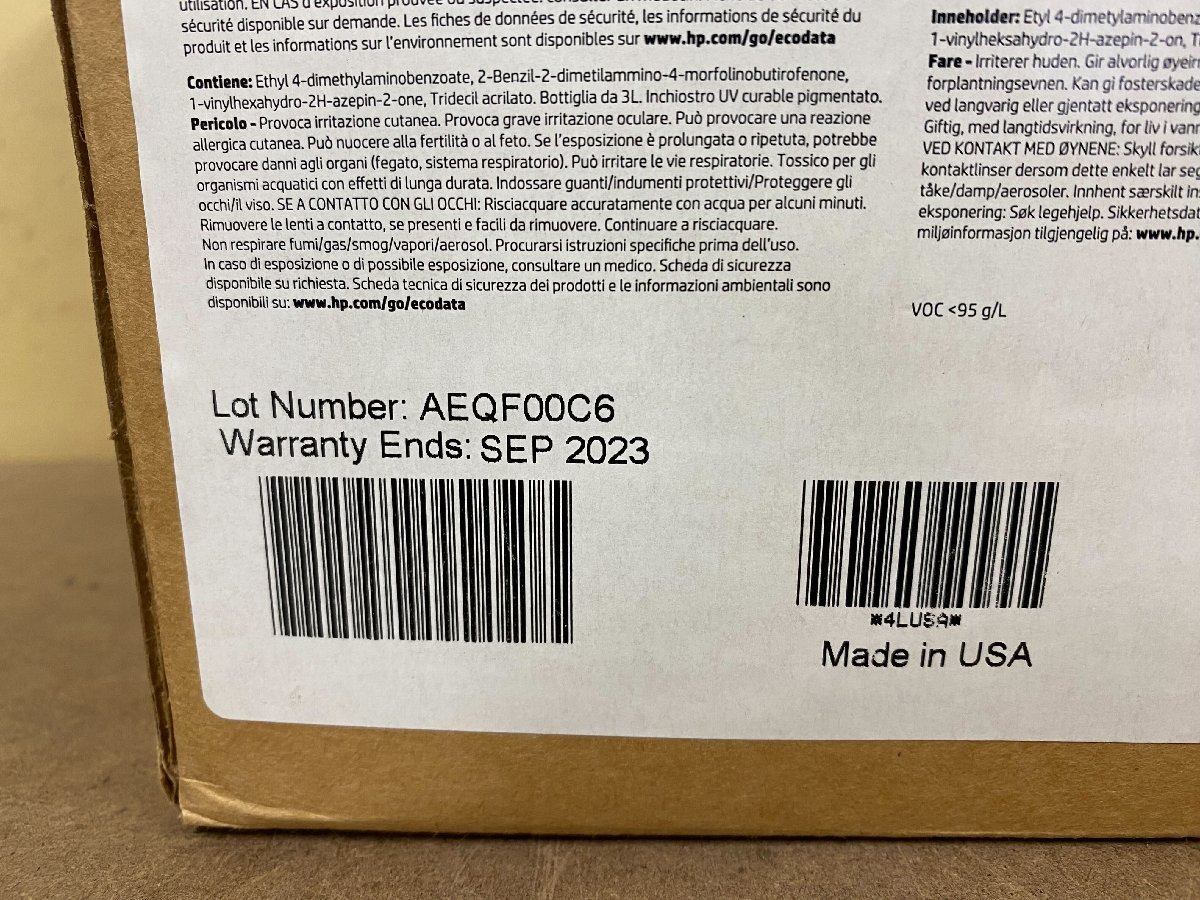 sécurité disponible sur demande. Les fiches de données de sécurité, les informations de sécurité du
produit et les informations sur l'environnement sont disponibles sur www.hp.com/go/ecodata
Contiene: Ethyl 4-dimethylaminobenzoate, 2-Benzil-2-dimetilammino-4-morfolinobutirofenone,
1-vinylhexahydro-2H-azepin-2-one, Tridecil acrilato. Bottiglia da 3L. Inchiostro UV curable pigmentato.
Pericolo - Provoca irritazione cutanea. Provoca grave irritazione oculare. Può provocare una reazione
allergica cutanea. Può nuocere alla fertilità o al feto. Se l'esposizione è prolungata o ripetuta, potrebbe
provocare danni agli organi (fegato, sistema respiratorio). Può irritare le vie respiratorie. Tossico per gli
organismi acquatici con effetti di lunga durata. Indossare guanti/indumenti protettivi/Proteggere gli
occhi/il viso. SE A CONTATTO CON GLI OCCHI: Risciacquare accuratamente con acqua per alcuni minuti.
Rimuovere le lenti a contatto, se presenti e facili da rimuovere. Continuare a risciacquare.
Non respirare fumi/gas/smog/vapori/aerosol. Procurarsi istruzioni specifiche prima dell'uso.
In caso di esposizione o di possibile esposizione, consultare un medico. Scheda di sicurezza
disponibile su richiesta. Scheda tecnica di sicurezza dei prodotti e le informazioni ambientali sono
disponibili su: www.hp.com/go/ecodata
Inneholder: Etyl 4-dimetylaminobenz
1-vinylheksahydro-2H-azepin-2-on,
Fare - Irriterer huden. Gir alvorlig øyeirr
forplantningsevnen. Kan gi fosterskade
ved langvarig eller gjentatt eksponering
Giftig, med langtidsvirkning, for liv i vann
VED KONTAKT MED ØYNENE: Skyll forsikt
kontaktlinser dersom dette enkelt lar seg
tåke/damp/aerosoler. Innhent særskilt in
eksponering: Søk legehjelp. Sikkerhetsdat
miljøinformasjon tilgjengelig på: www.hp.
VOC <95 g/L
Lot Number: AEQF00C6
Warranty Ends: SEP 2023
*4LUSA*
Made in USA